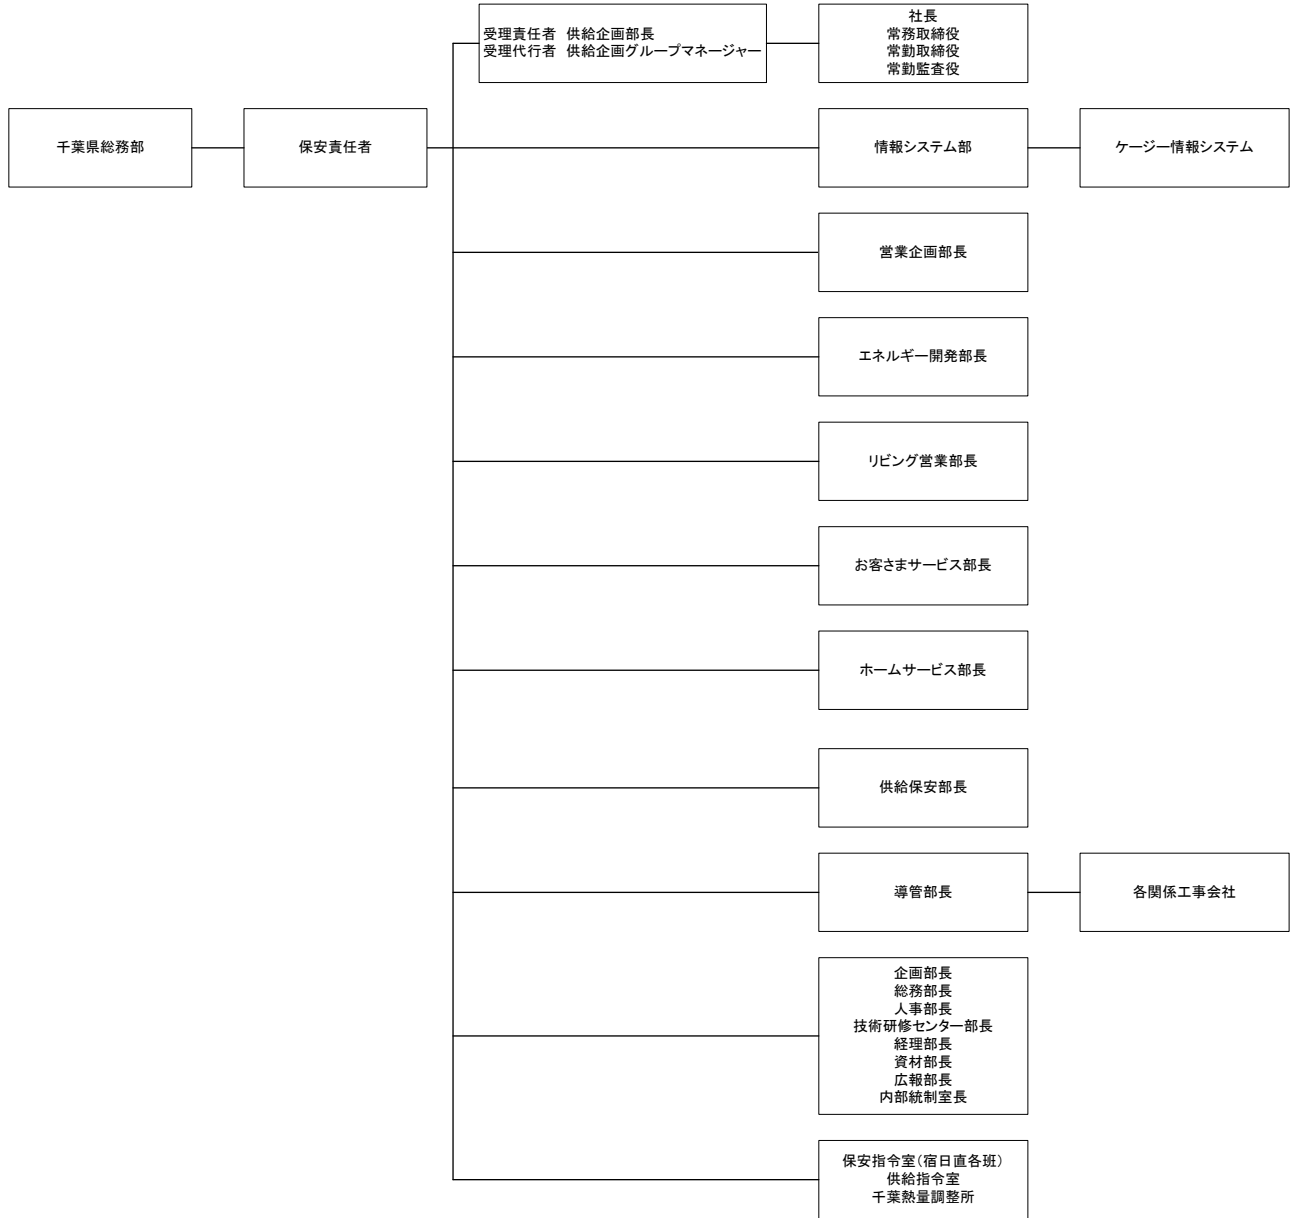 受理責任者 供給企画部長
受理代行者 供給企画グループマネージャー
社長
常務取締役
常勤取締役
常勤監査役
千葉県総務部
保安責任者
情報システム部
ケージー情報システム
営業企画部長
エネルギー開発部長
リビング営業部長
お客さまサービス部長
ホームサービス部長
供給保安部長
導管部長
各関係工事会社
企画部長
総務部長
人事部長
技術研修センター部長
経理部長
資材部長
広報部長
内部統制室長
保安指令室(宿日直各班)
供給指令室
千葉熱量調整所